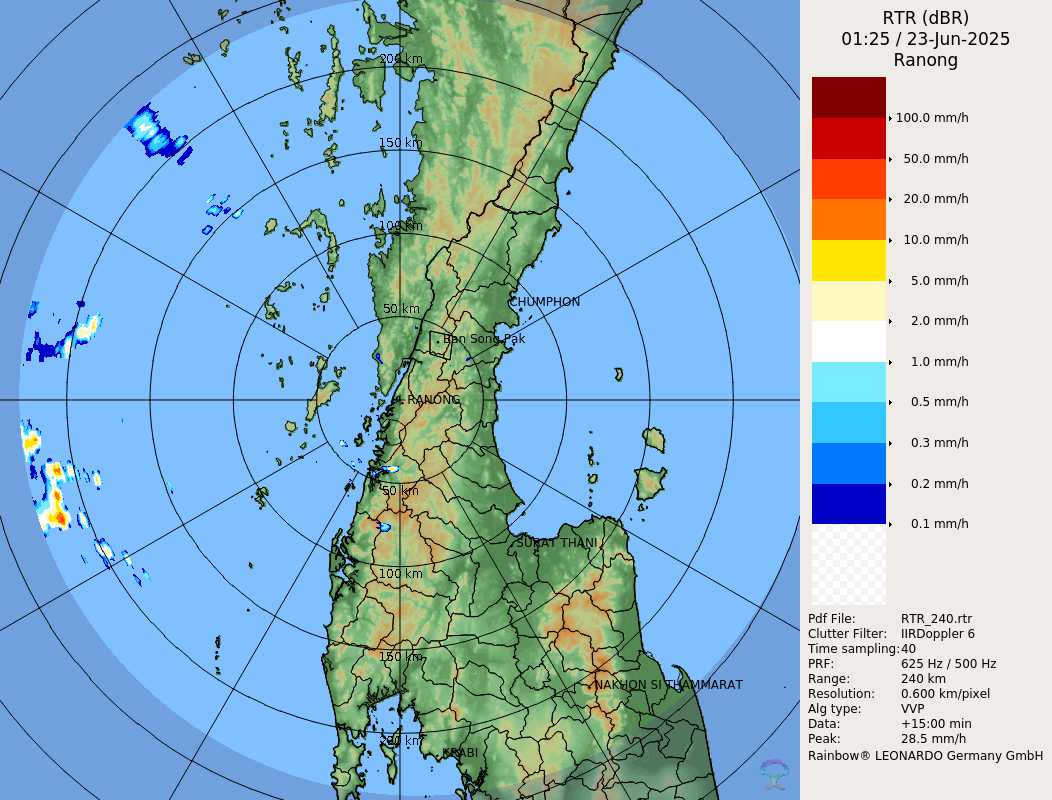 RTR (dBR)
01:25 / 23-Jun-2025
Ranong
100.0 mm/h
50.0 mm/h
20.0 mm/h
10.0 mm/h
5.0 mm/h
2.0 mm/h
1.0 mm/h
0.5 mm/h
0.3 mm/h
0.2 mm/h
0.1 mm/h
Pdf File: RTR_240.rtr
Clutter Filter: IIRDoppler 6
Time sampling: 40
PRF: 625 Hz / 500 Hz
Range: 240 km
Resolution: 0.600 km/pixel
Alg type: VVP
Data: +15:00 min
Peak: 28.5 mm/h
Rainbow® LEONARDO Germany GmbH
200 km
150 km
100 km
CHUMPHON
50 km
Ban Song Pak
RANONG
50 km
SURAT THANI
100 km
150 km
NAKHON SI THAMMARAT
200 km
KRABI